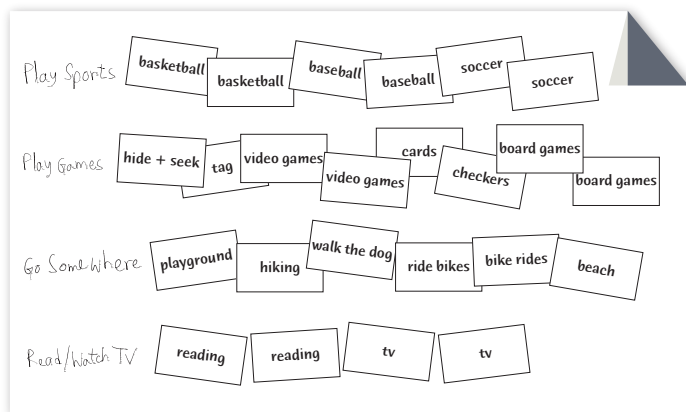 Play Sports basketball basketball baseball baseball soccer soccer
Play Games hide + seek tag video games video games cards checkers board games board games
Go Somewhere playground hiking walk the dog ride bikes bike rides beach
Read/Watch TV reading reading tv tv